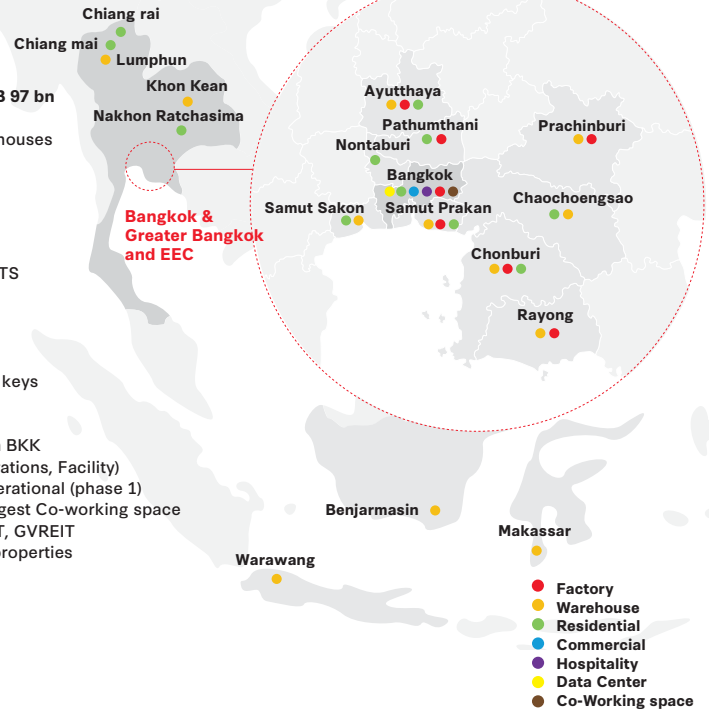 Chiang rai
Chiang mai
Lumphun
97 bn
Khon Kean
Nakhon Ratchasima
Ayutthaya
Pathumthani
Prachinburi
Nontaburi
Bangkok
Chaochoengsao
Samut Sakon
Samut Prakan
Bangkok &
Greater Bangkok
and EEC
Chonburi
TS
Rayong
keys
BKK
ations, Facility)
erational (phase 1)
gest Co-working space
T, GVREIT
properties
Benjarmasin
Makassar
Warawang
Factory
Warehouse
Residential
Commercial
Hospitality
Data Center
Co-Working space